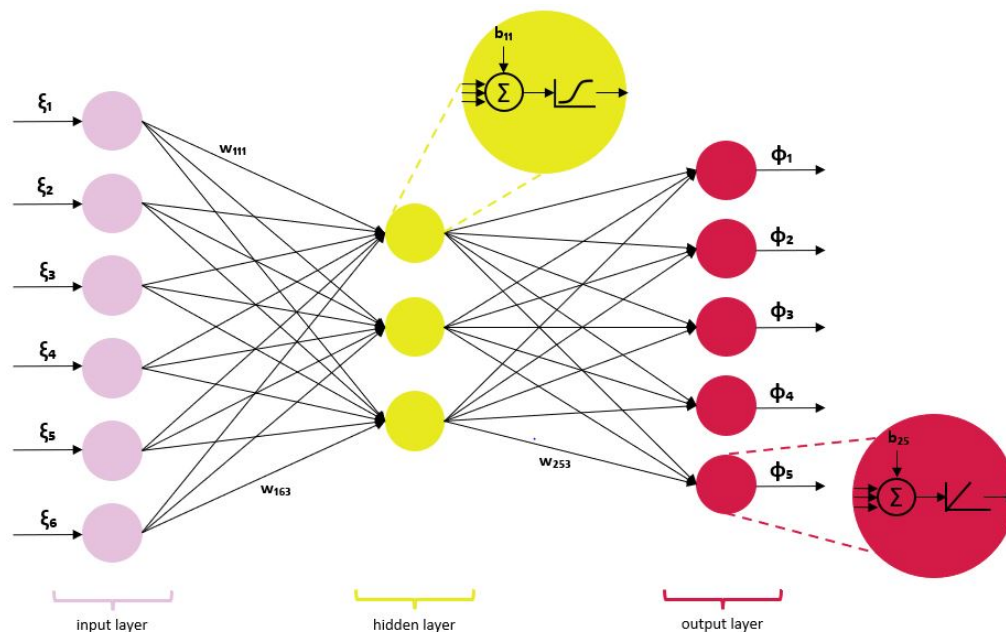 b₁₁
Σ
ξ₁
w₁₁₁
ξ₂
ξ₃
ξ₄
ξ₅
ξ₆
w₁₆₃
w₂₅₃
ϕ₁
ϕ₂
ϕ₃
ϕ₄
ϕ₅
b₂₅
Σ
input layer
hidden layer
output layer